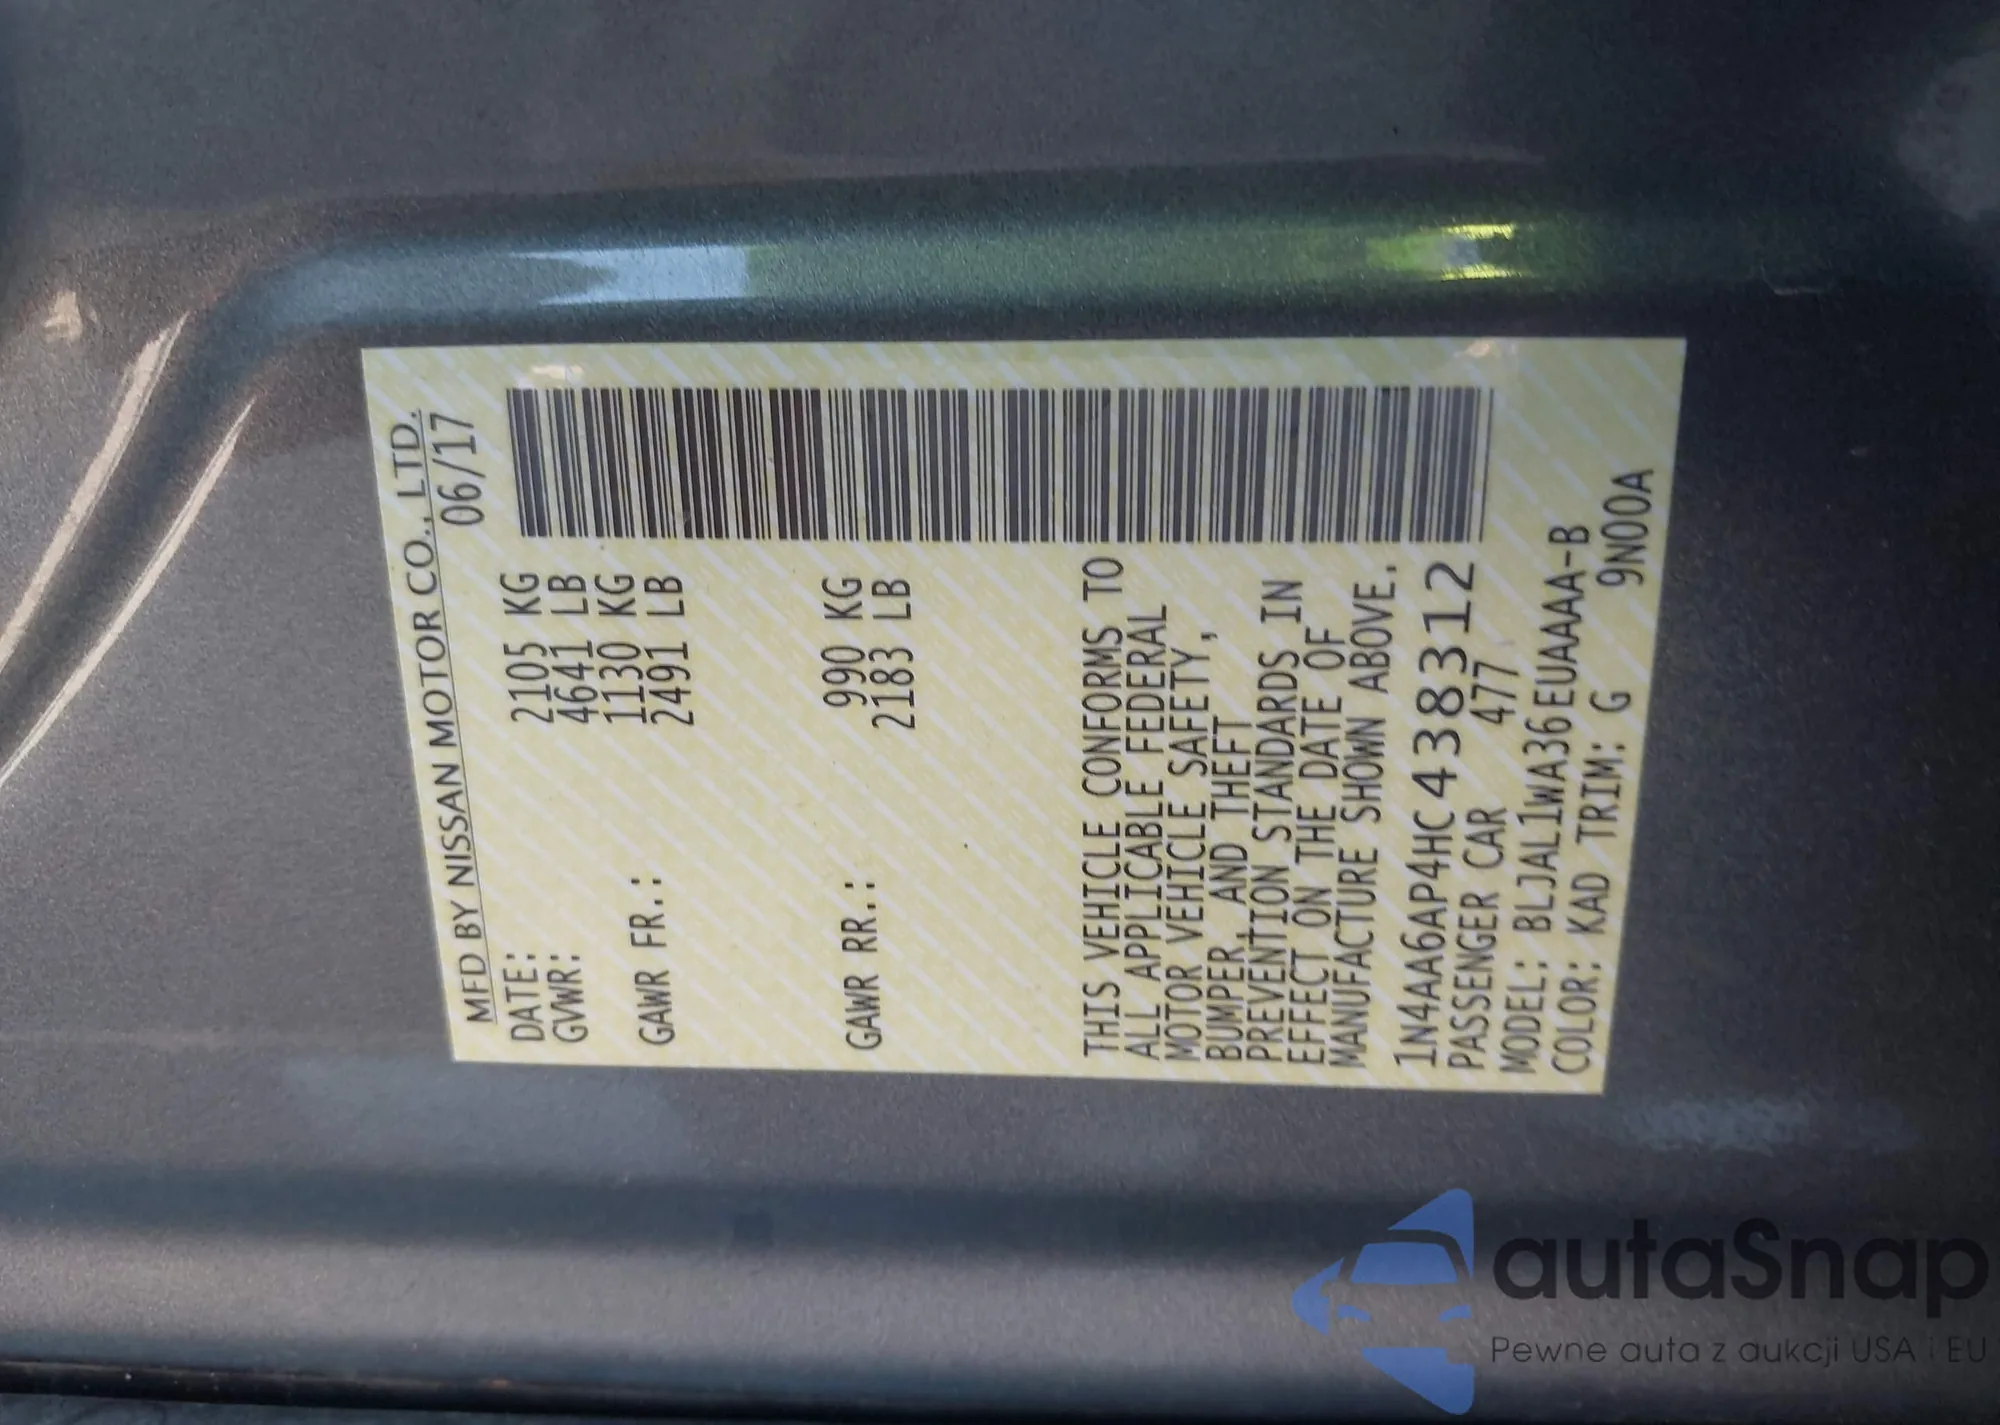 MFD BY NISSAN MOTOR CO., LTD.
DATE: 06/17
GVWR: 2105 KG
4641 LB
GAWR FR.: 1130 KG
2491 LB
GAWR RR.: 990 KG
2183 LB
THIS VEHICLE CONFORMS TO
ALL APPLICABLE FEDERAL
MOTOR VEHICLE SAFETY,
BUMPER, AND THEFT
PREVENTION STANDARDS IN
EFFECT ON THE DATE OF
MANUFACTURE SHOWN ABOVE.
1N4AA6AP4HC438312
PASSENGER CAR 477
MODEL: BLJAL1WA36EUAAAA-B
COLOR: KAD TRIM: G 9N00A
autaSnap
Pewne auta z aukcji USA i EU